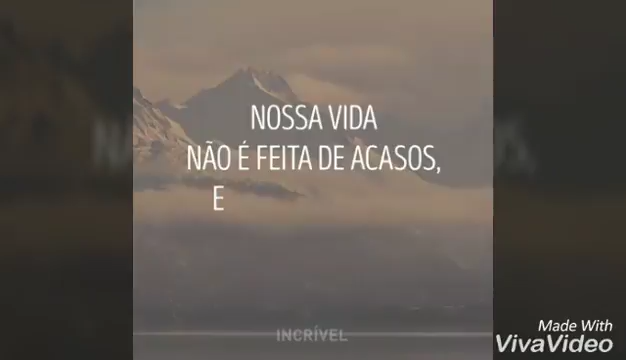 NOSSA VIDA
NÃO É FEITA DE ACASOS,
E
INCRÍVEL
Made With
VivaVideo